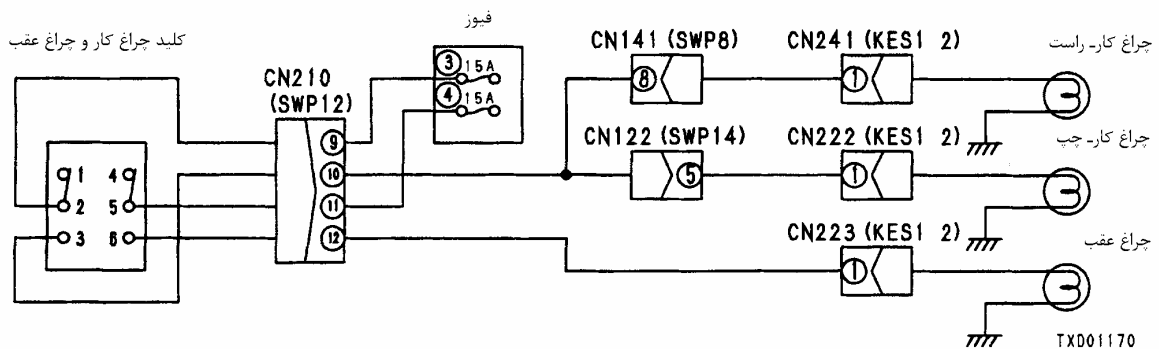 کلید چراغ کار و چراغ عقب
فیوز
چراغ کار- راست
چراغ کار- چپ
چراغ عقب
CN210
(SWP12)
CN141 (SWP8)
CN241 (KES1 2)
CN122 (SWP14)
CN222 (KES1 2)
CN223 (KES1 2)
3 15A
4 15A
1 4
2 5
3 6
9
10
11
12
8
1
5
1
1
TXD01170